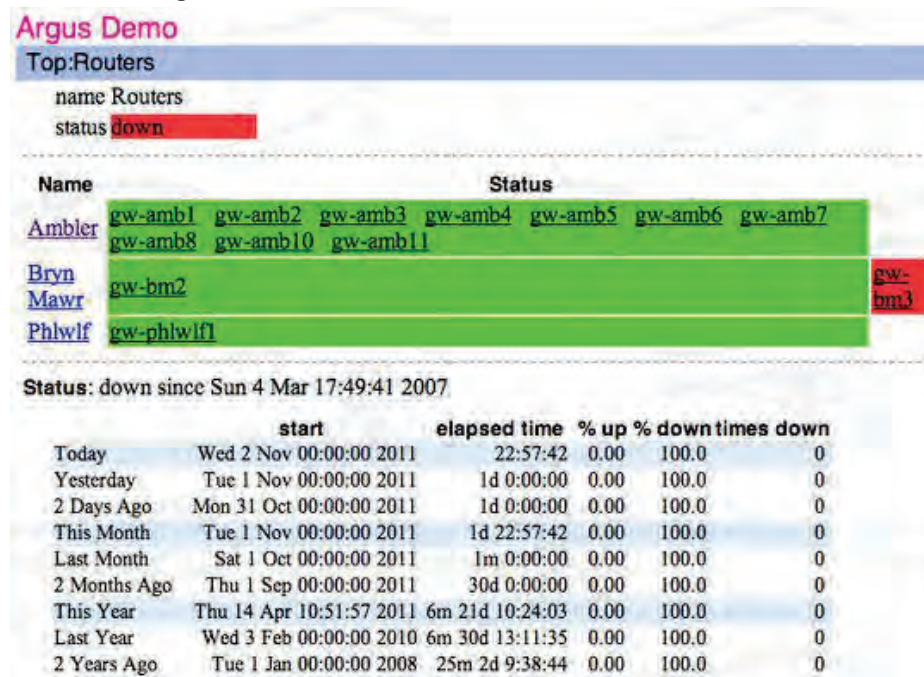 Argus Demo
Top:Routers
name Routers
status down
Name Status
Ambler gw-amb1 gw-amb2 gw-amb3 gw-amb4 gw-amb5 gw-amb6 gw-amb7
gw-amb8 gw-amb10 gw-amb11
Bryn Mawr gw-bm2 gw-bm3
Phlwlf gw-phlwlf1
Status: down since Sun 4 Mar 17:49:41 2007
start elapsed time % up % down times down
Today Wed 2 Nov 00:00:00 2011 22:57:42 0.00 100.0 0
Yesterday Tue 1 Nov 00:00:00 2011 1d 0:00:00 0.00 100.0 0
2 Days Ago Mon 31 Oct 00:00:00 2011 1d 0:00:00 0.00 100.0 0
This Month Tue 1 Nov 00:00:00 2011 1d 22:57:42 0.00 100.0 0
Last Month Sat 1 Oct 00:00:00 2011 1m 0:00:00 0.00 100.0 0
2 Months Ago Thu 1 Sep 00:00:00 2011 30d 0:00:00 0.00 100.0 0
This Year Thu 14 Apr 10:51:57 2011 6m 21d 10:24:03 0.00 100.0 0
Last Year Wed 3 Feb 00:00:00 2010 6m 30d 13:11:35 0.00 100.0 0
2 Years Ago Tue 1 Jan 00:00:00 2008 25m 2d 9:38:44 0.00 100.0 0